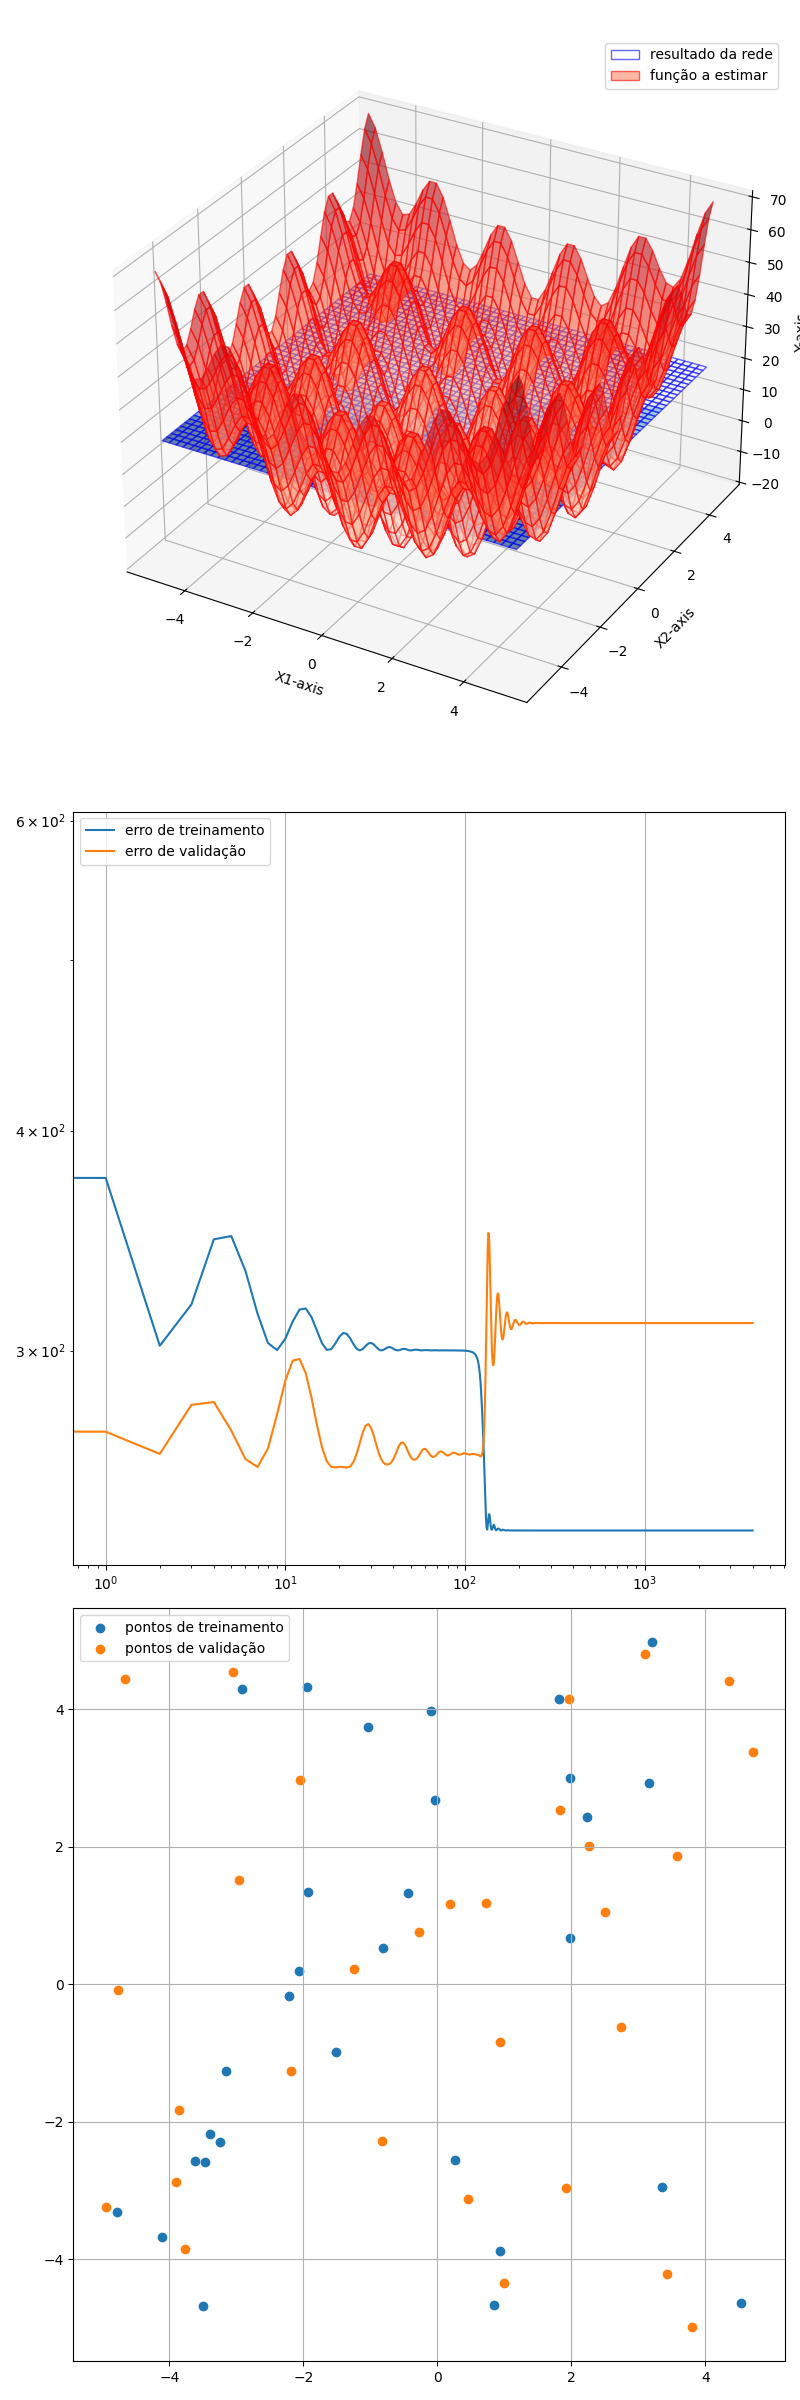 resultado da rede
função a estimar
70
60
50
40
30
20
10
0
−10
−20
4
2
0
−2
−4
X2-axis
−4
−2
0
2
4
X1-axis
6 × 10²
4 × 10²
3 × 10²
erro de treinamento
erro de validação
10⁰ 10¹ 10² 10³
pontos de treinamento
pontos de validação
4
2
0
−2
−4
−4 −2 0 2 4